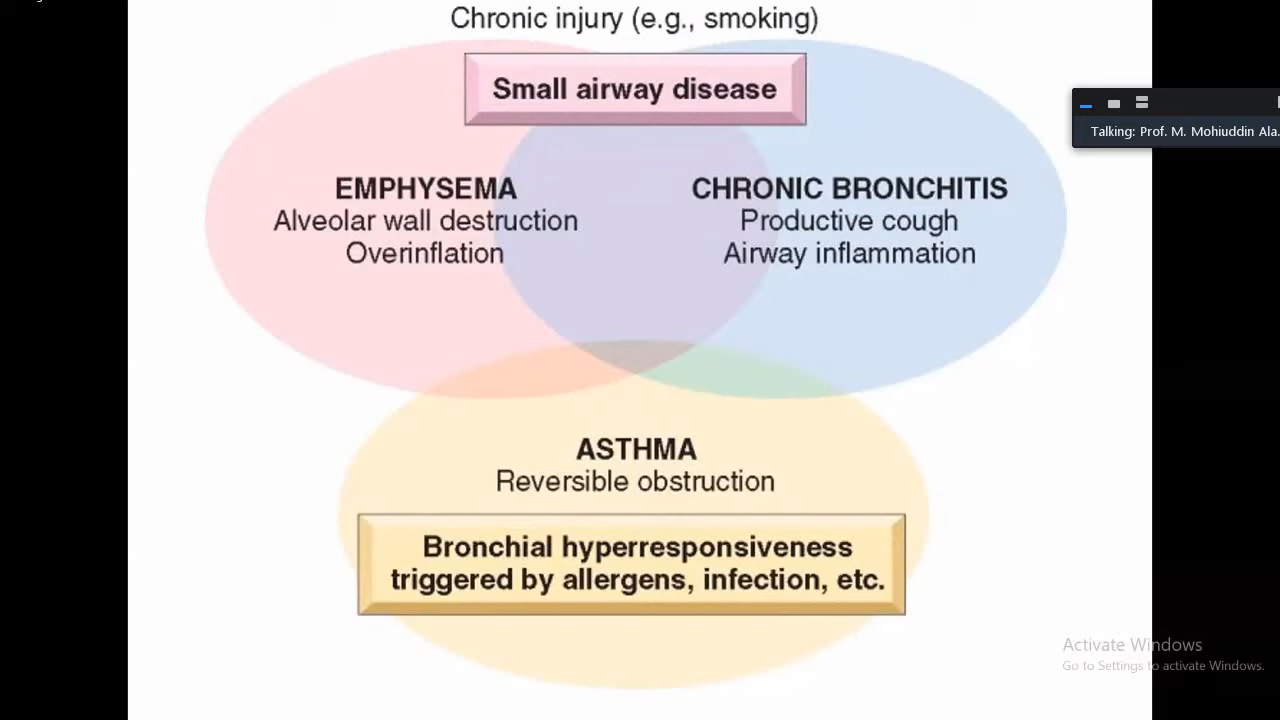 Chronic injury (e.g., smoking)
Small airway disease
EMPHYSEMA
Alveolar wall destruction
Overinflation
CHRONIC BRONCHITIS
Productive cough
Airway inflammation
ASTHMA
Reversible obstruction
Bronchial hyperresponsiveness
triggered by allergens, infection, etc.
Talking: Prof. M. Mohiuddin Ala.
Activate Windows
Go to Settings to activate Windows.